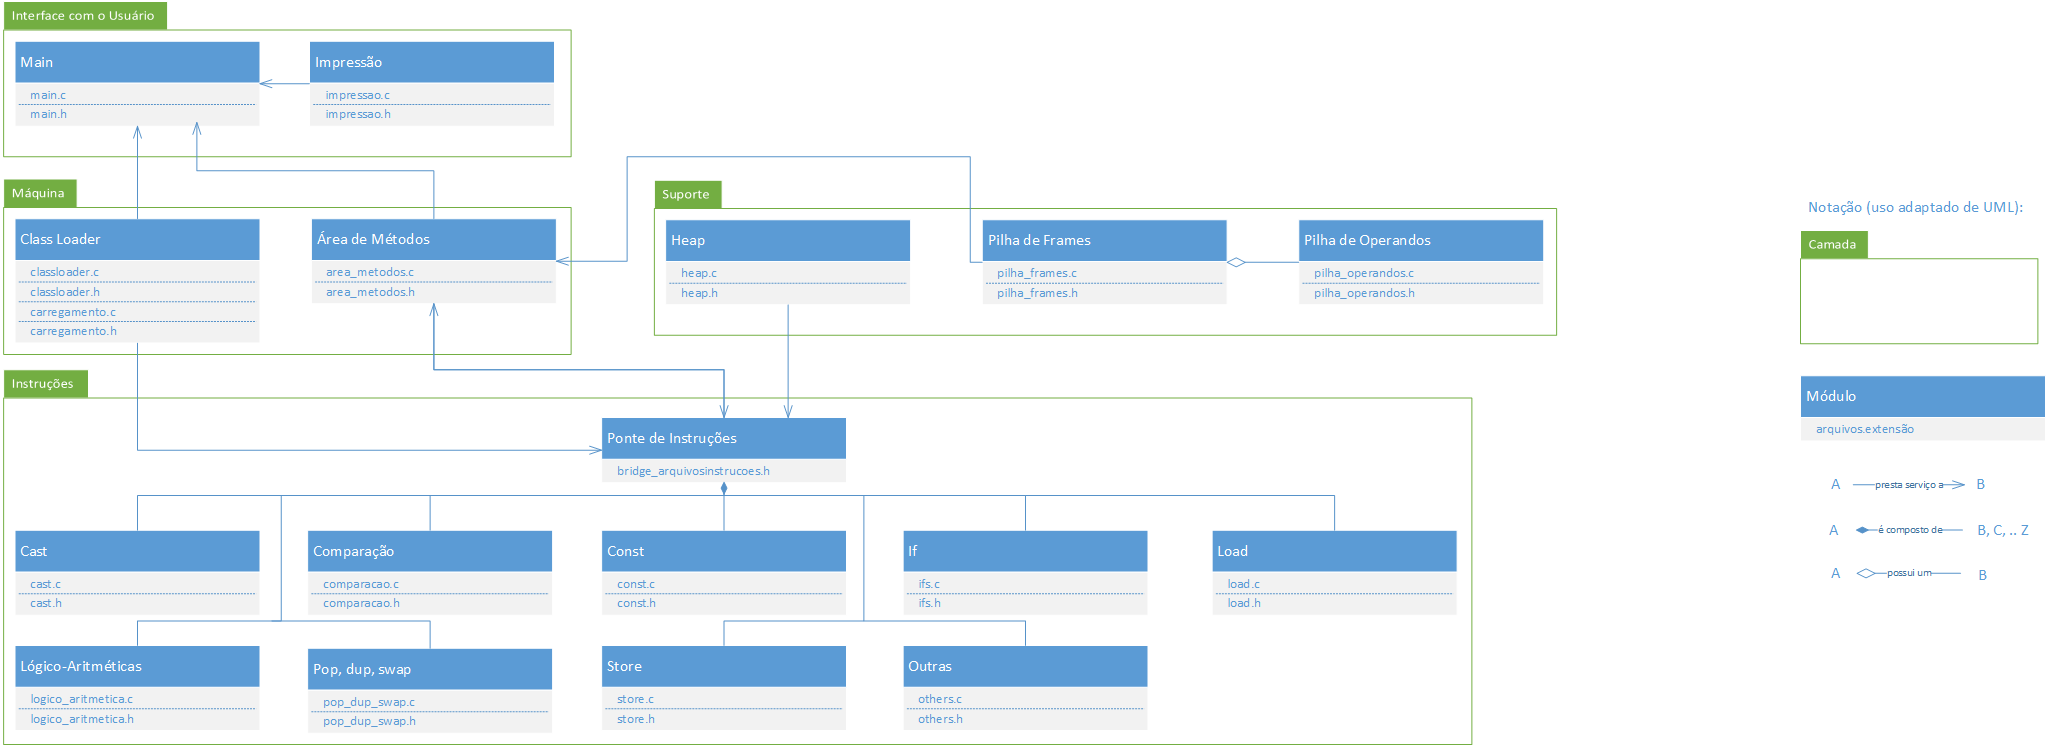 Interface com o Usuário
Main
main.c
main.h
Impressão
impressao.c
impressao.h
Máquina
Class Loader
classloader.c
classloader.h
carregamento.c
carregamento.h
Área de Métodos
area_metodos.c
area_metodos.h
Suporte
Heap
heap.c
heap.h
Pilha de Frames
pilha_frames.c
pilha_frames.h
Pilha de Operandos
pilha_operandos.c
pilha_operandos.h
Instruções
Ponte de Instruções
bridge_arquivosinstrucoes.h
Cast
cast.c
cast.h
Comparação
comparacao.c
comparacao.h
Const
const.c
const.h
If
ifs.c
ifs.h
Load
load.c
load.h
Lógico-Aritméticas
logico_aritmetica.c
logico_aritmetica.h
Pop, dup, swap
pop_dup_swap.c
pop_dup_swap.h
Store
store.c
store.h
Outras
others.c
others.h
Notação (uso adaptado de UML):
Camada
Módulo
arquivos.extensão
A presta serviço a B
A é composto de B, C, .. Z
A possui um B